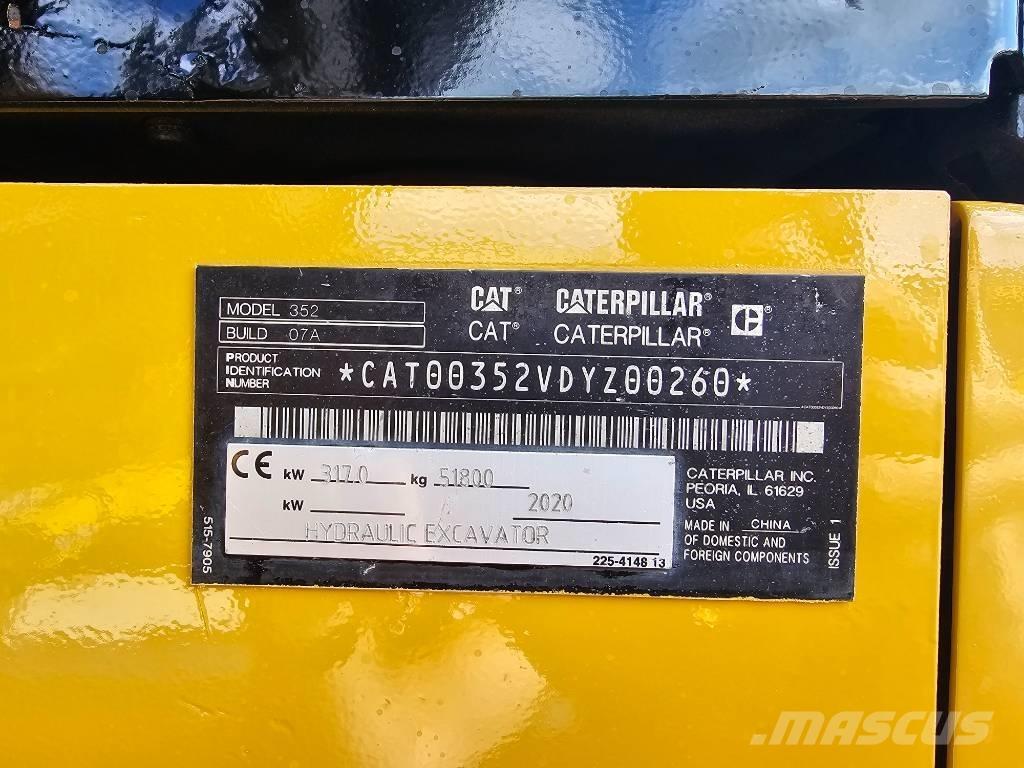 MODEL 352
BUILD 07A
CAT® CATERPILLAR®
CAT® CATERPILLAR®
PRODUCT
IDENTIFICATION
NUMBER
*CAT00352VDYZ00260*
CE kW 317.0 kg 51800
kW 2020
HYDRAULIC EXCAVATOR
225-4148 13
515-7905
CATERPILLAR INC.
PEORIA, IL 61629
USA
MADE IN CHINA
OF DOMESTIC AND
FOREIGN COMPONENTS
ISSUE 1
MASCUS